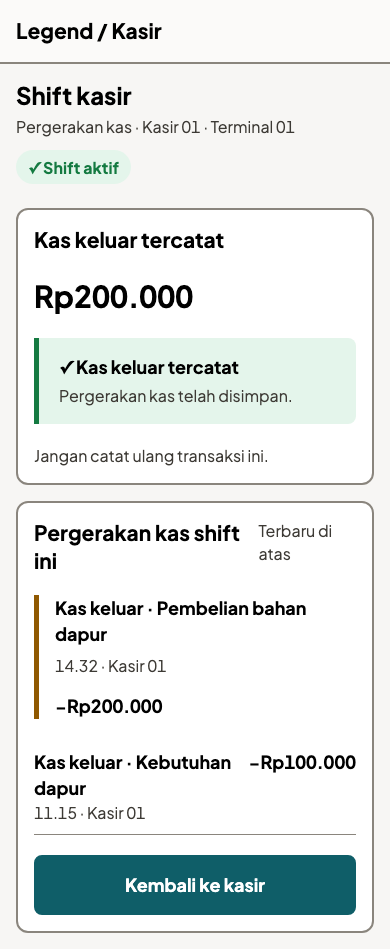 Legend / Kasir
Shift kasir
Pergerakan kas · Kasir 01 · Terminal 01
✓Shift aktif
Kas keluar tercatat
Rp200.000
✓Kas keluar tercatat
Pergerakan kas telah disimpan.
Jangan catat ulang transaksi ini.
Pergerakan kas shift
ini
Terbaru di
atas
Kas keluar · Pembelian bahan
dapur
14.32 · Kasir 01
−Rp200.000
Kas keluar · Kebutuhan
dapur
−Rp100.000
11.15 · Kasir 01
Kembali ke kasir